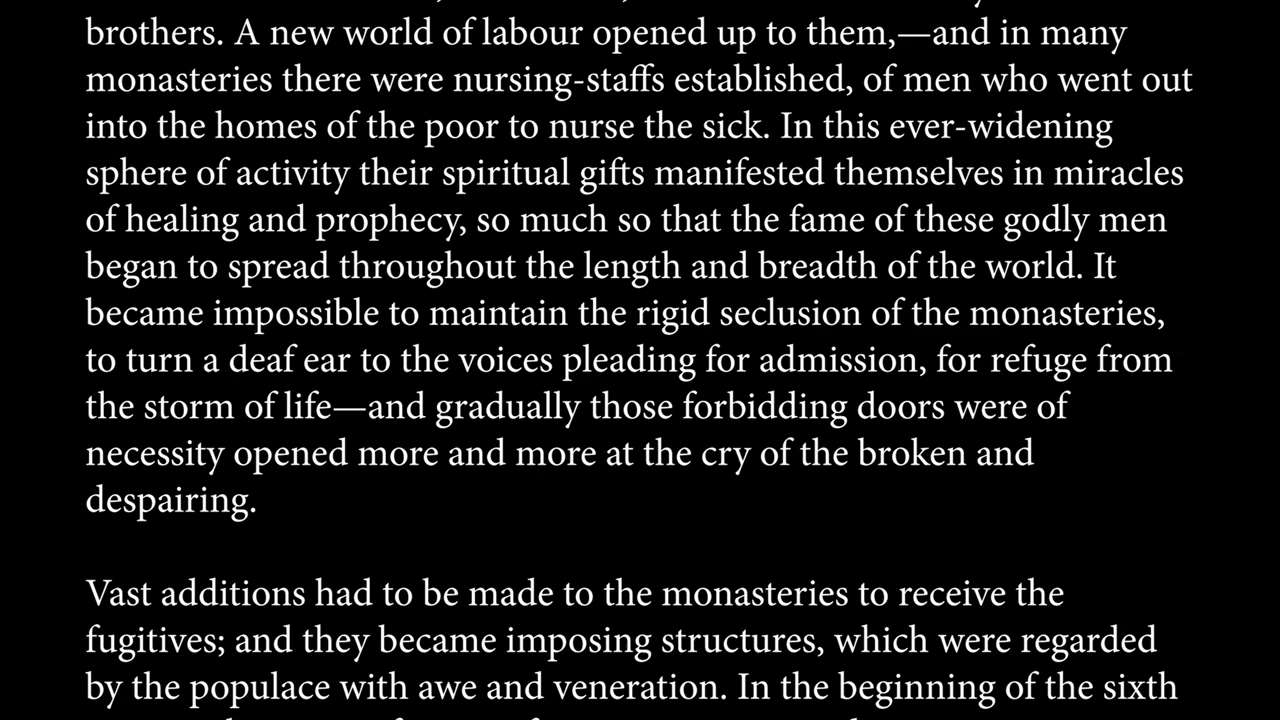 brothers. A new world of labour opened up to them,—and in many
monasteries there were nursing-staffs established, of men who went out
into the homes of the poor to nurse the sick. In this ever-widening
sphere of activity their spiritual gifts manifested themselves in miracles
of healing and prophecy, so much so that the fame of these godly men
began to spread throughout the length and breadth of the world. It
became impossible to maintain the rigid seclusion of the monasteries,
to turn a deaf ear to the voices pleading for admission, for refuge from
the storm of life—and gradually those forbidding doors were of
necessity opened more and more at the cry of the broken and
despairing.
Vast additions had to be made to the monasteries to receive the
fugitives; and they became imposing structures, which were regarded
by the populace with awe and veneration. In the beginning of the sixth